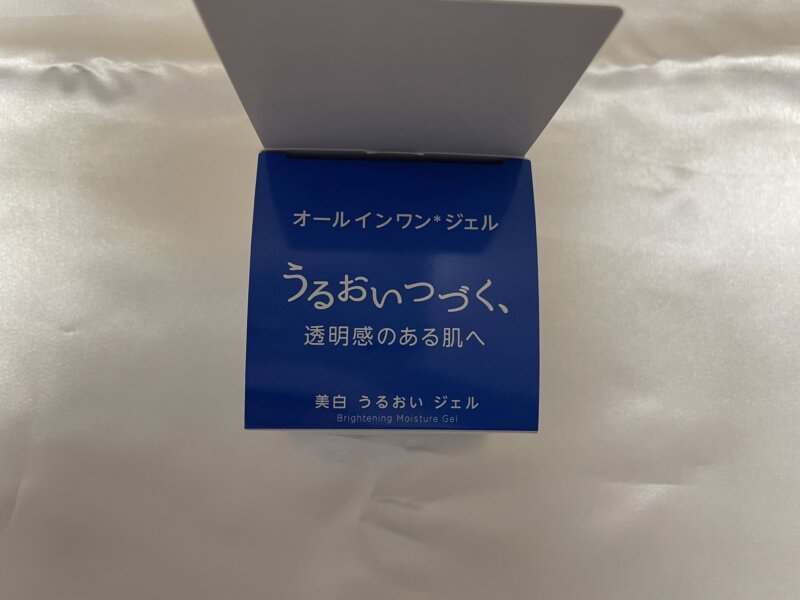 オールインワン*ジェル
うるおいつづく、
透明感のある肌へ
美白 うるおい ジェル
Brightening Moisture Gel